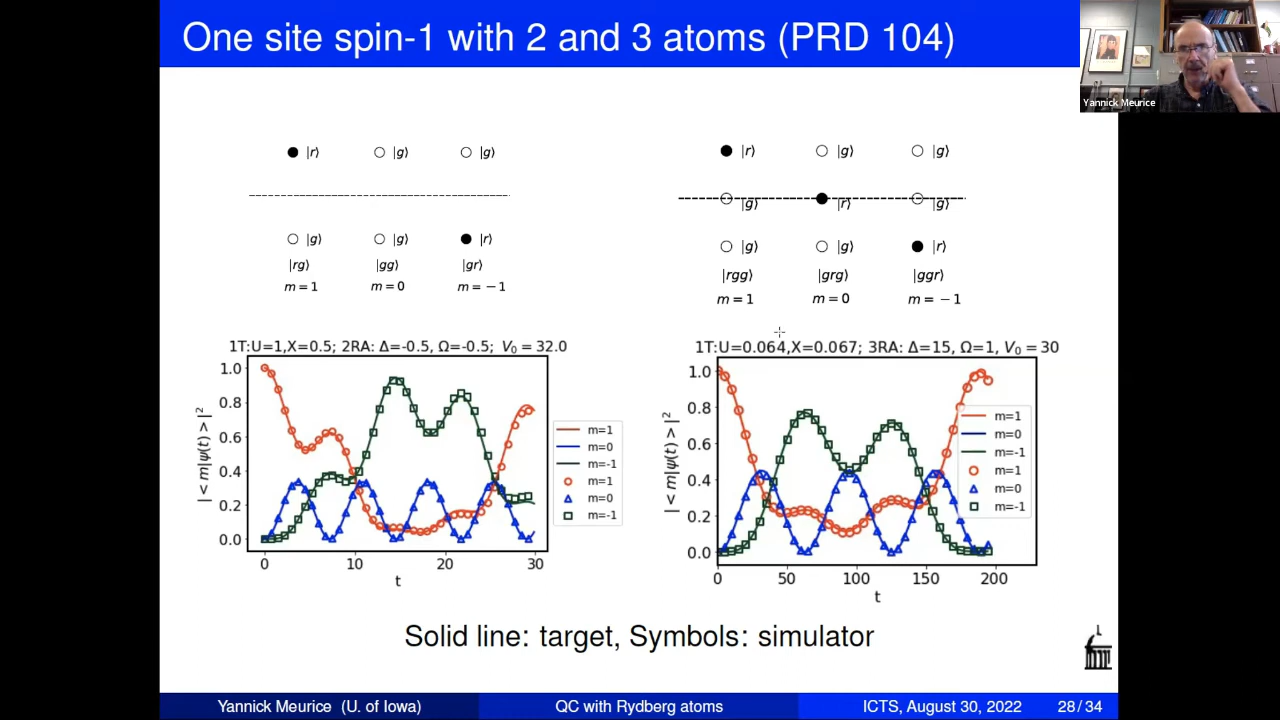 One site spin-1 with 2 and 3 atoms (PRD 104)
Yannick Meurice
|r⟩ |g⟩ |g⟩
|g⟩ |g⟩ |r⟩
|rg⟩ |gg⟩ |gr⟩
m = 1 m = 0 m = −1
|r⟩ |g⟩ |g⟩
|g⟩ |r⟩ |g⟩
|g⟩ |g⟩ |r⟩
|rgg⟩ |grg⟩ |ggr⟩
m = 1 m = 0 m = −1
1T:U=1,X=0.5; 2RA: Δ=-0.5, Ω=-0.5; V₀ = 32.0
|<m|ψ(t)>|²
1.0
0.8
0.6
0.4
0.2
0.0
0 10 20 30
t
m=1
m=0
m=-1
m=1
m=0
m=-1
1T:U=0.064,X=0.067; 3RA: Δ=15, Ω=1, V₀ = 30
|<m|ψ(t)>|²
1.0
0.8
0.6
0.4
0.2
0.0
0 50 100 150 200
t
m=1
m=0
m=-1
m=1
m=0
m=-1
Solid line: target, Symbols: simulator
Yannick Meurice (U. of Iowa) QC with Rydberg atoms ICTS, August 30, 2022 28 / 34